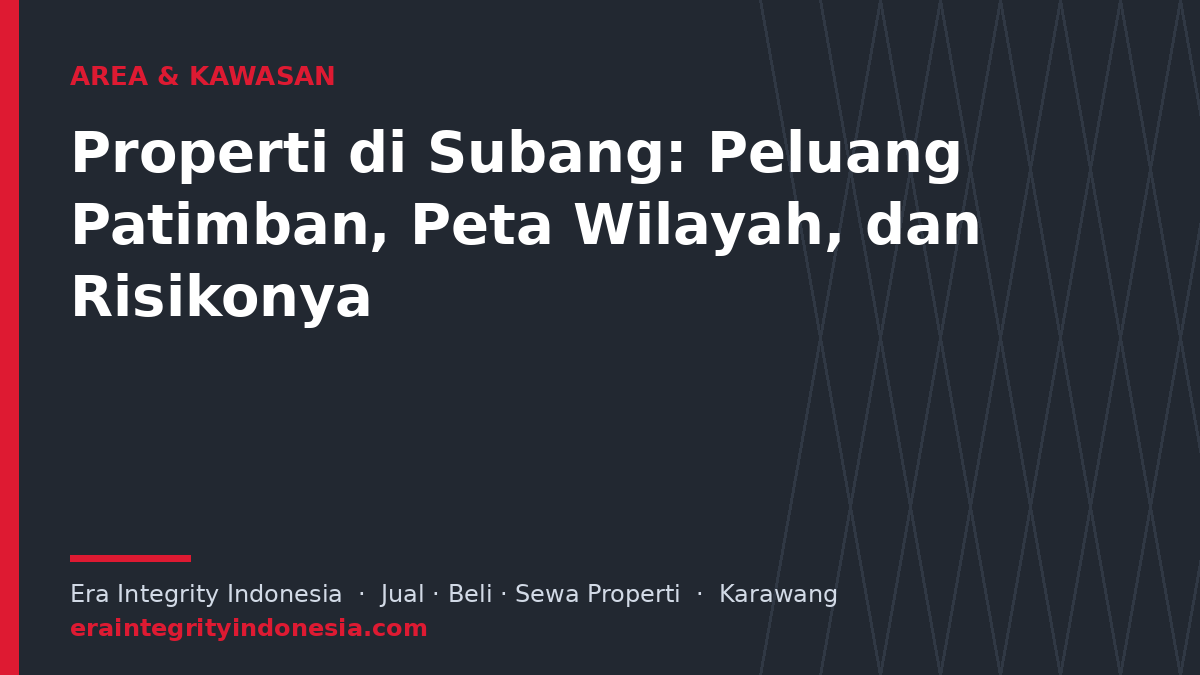 AREA & KAWASAN
Properti di Subang: Peluang
Patimban, Peta Wilayah, dan
Risikonya
Era Integrity Indonesia · Jual · Beli · Sewa Properti · Karawang
eraintegrityindonesia.com